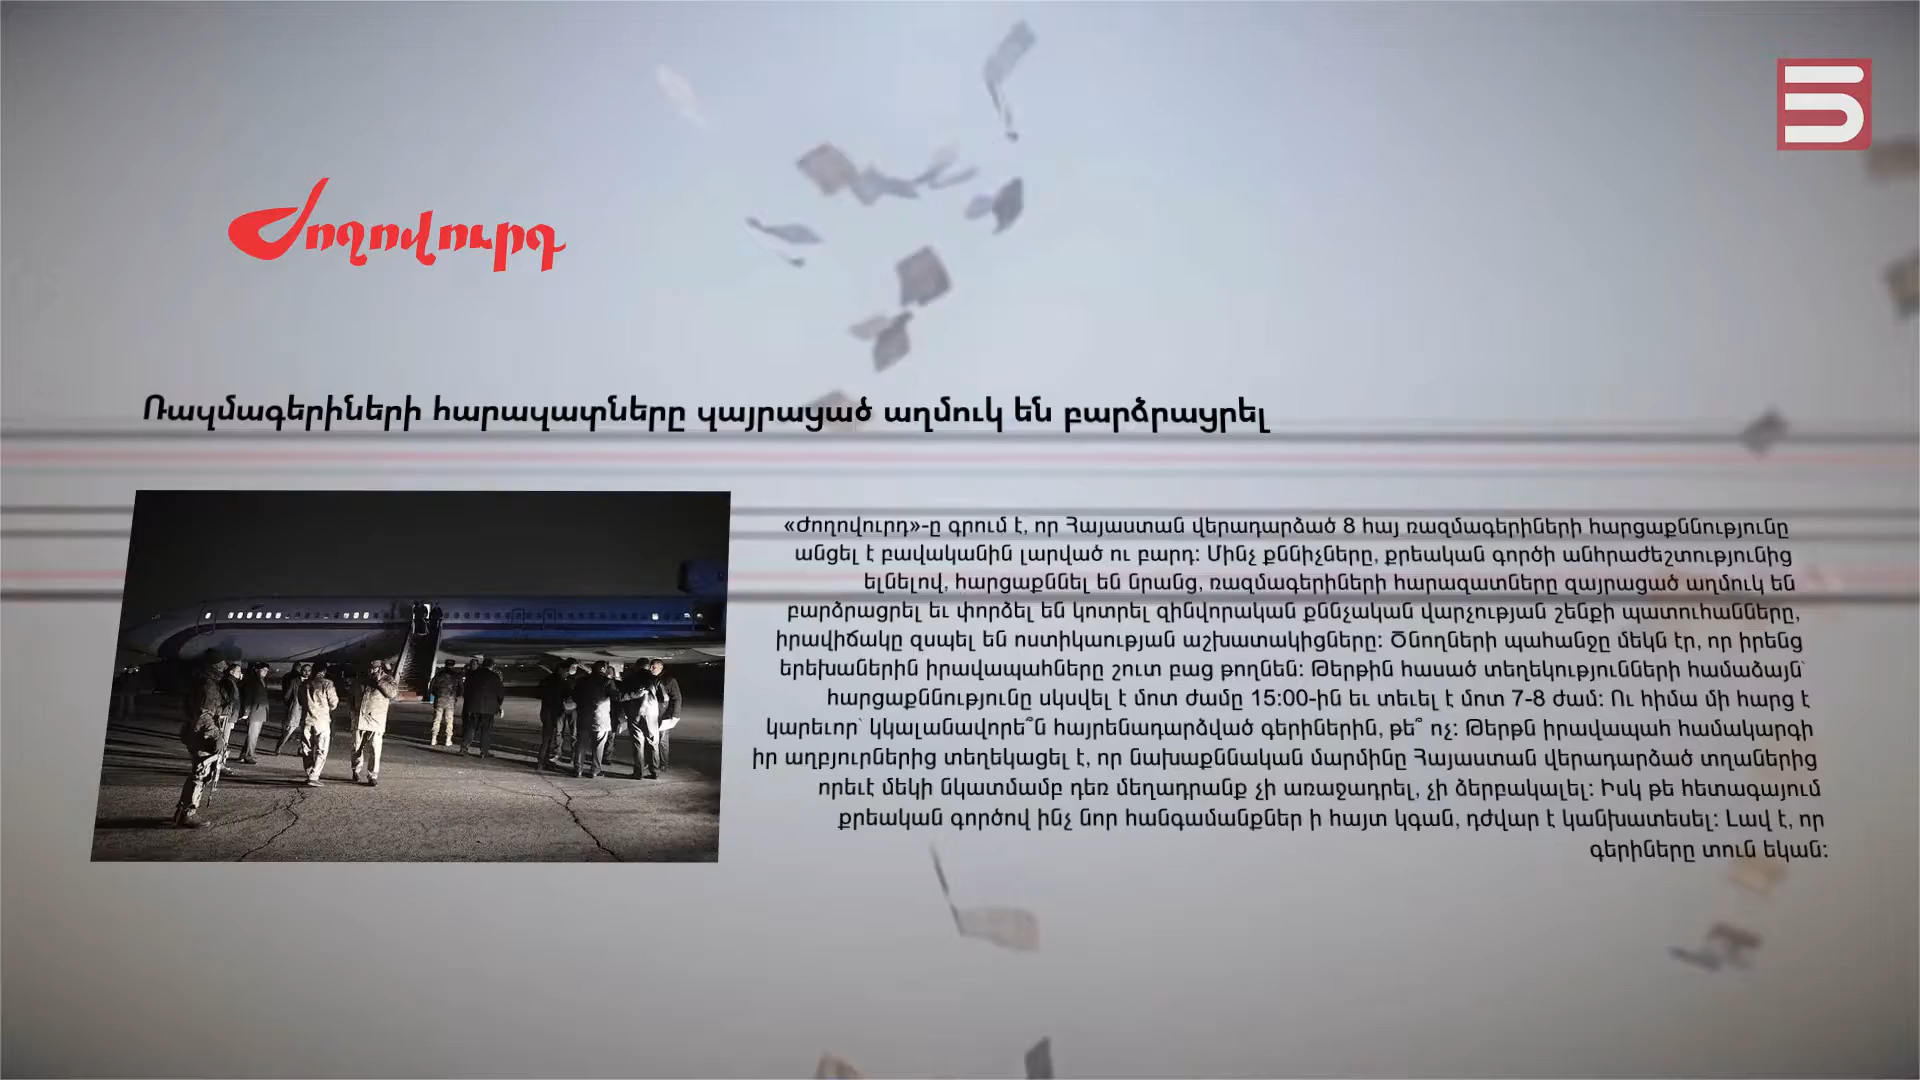 Ժողովուրդ
Ռազմագերիների հարազատները զայրացած աղմուկ են բարձրացրել
«Ժողովուրդ»-ը գրում է, որ Հայաստան վերադարձած 8 հայ ռազմագերիների հարցաքննությունը
անցել է բավականին լարված ու բարդ: Մինչ քննիչները, քրեական գործի անհրաժեշտությունից
ելնելով, հարցաքննել են նրանց, ռազմագերիների հարազատները զայրացած աղմուկ են
բարձրացրել եւ փորձել են կոտրել զինվորական քննչական վարչության շենքի պատուհանները,
իրավիճակը զսպել են ոստիկաության աշխատակիցները: Ծնողների պահանջը մեկն էր, որ իրենց
երեխաներին իրավապահները շուտ բաց թողնեն: Թերթին հասած տեղեկությունների համաձայն՝
հարցաքննությունը սկսվել է մոտ ժամը 15:00-ին եւ տեւել է մոտ 7-8 ժամ: Ու հիմա մի հարց է
կարեւոր՝ կկալանավորե՞ն հայրենադարձված գերիներին, թե՞ ոչ: Թերթն իրավապահ համակարգի
իր աղբյուրներից տեղեկացել է, որ նախաքննական մարմինը Հայաստան վերադարձած տղաներից
որեւէ մեկի նկատմամբ դեռ մեղադրանք չի առաջադրել, չի ձերբակալել: Իսկ թե հետագայում
քրեական գործով ինչ նոր հանգամանքներ ի հայտ կգան, դժվար է կանխատեսել: Լավ է, որ
գերիները տուն եկան: